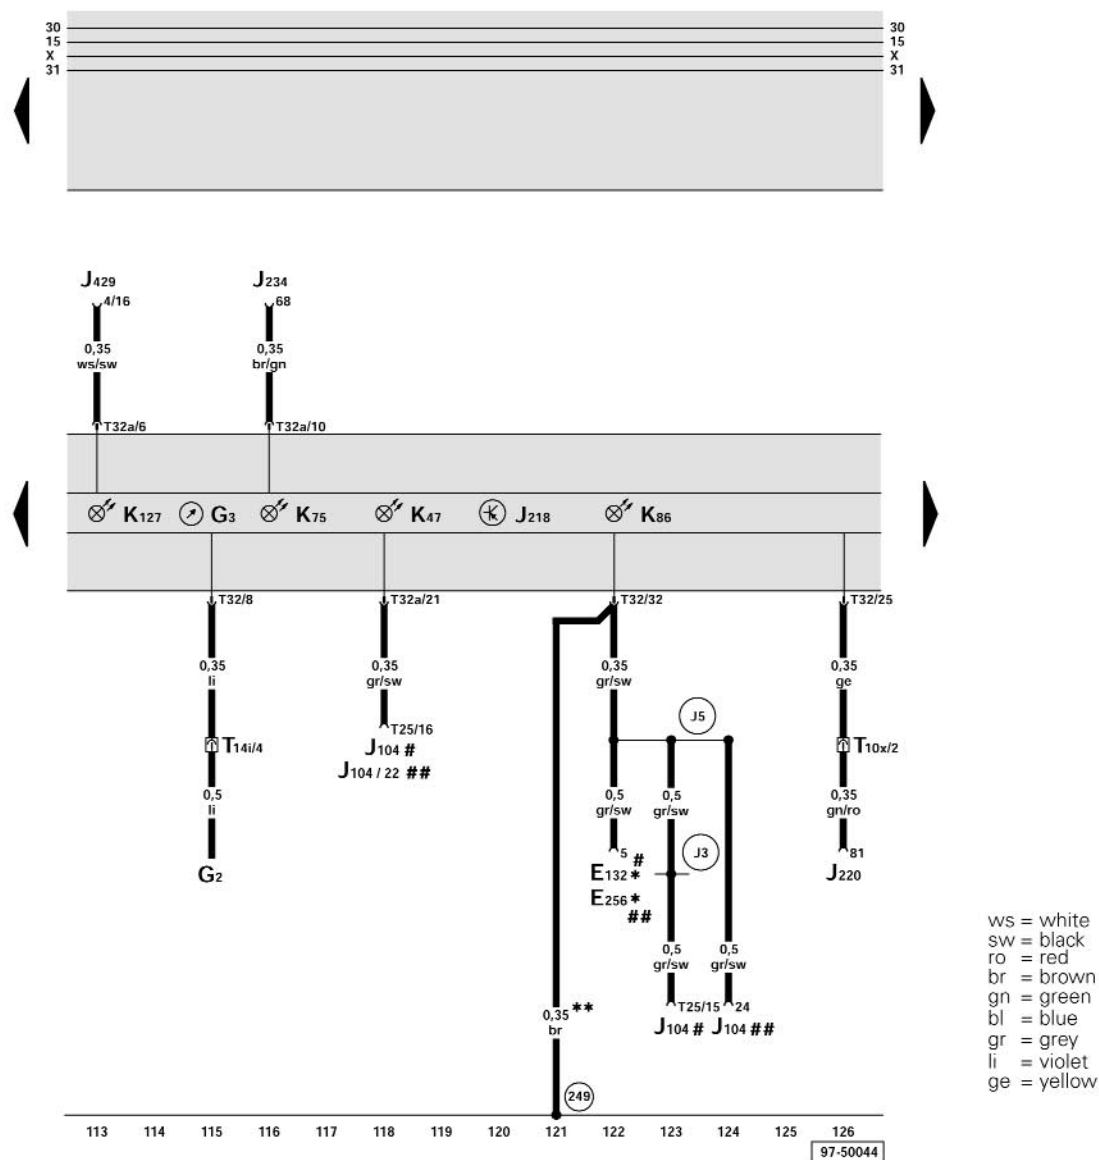 30 30
15 15
X X
31 31
J429 J234
4/16 68
0,35 0,35
ws/sw br/gn
T32a/6 T32a/10
K127 G3 K75 K47 J218 K86
T32/8 T32a/21 T32/32 T32/25
0,35 0,35 0,35 0,35
li gr/sw gr/sw ge
J5
T25/16
T14i/4 J104 # T10x/2
J104 / 22 ##
0,5 0,5 0,5 0,35
li gr/sw gr/sw gn/ro
5 # J3 81
G2 E132 * J220
E256 *
##
ws = white
sw = black
ro = red
br = brown
gn = green
bl = blue
gr = grey
li = violet
ge = yellow
0,5 0,5
gr/sw gr/sw
0,35 ** T25/15 24
br J104 # J104 ##
249
113 114 115 116 117 118 119 120 121 122 123 124 125 126
97-50044